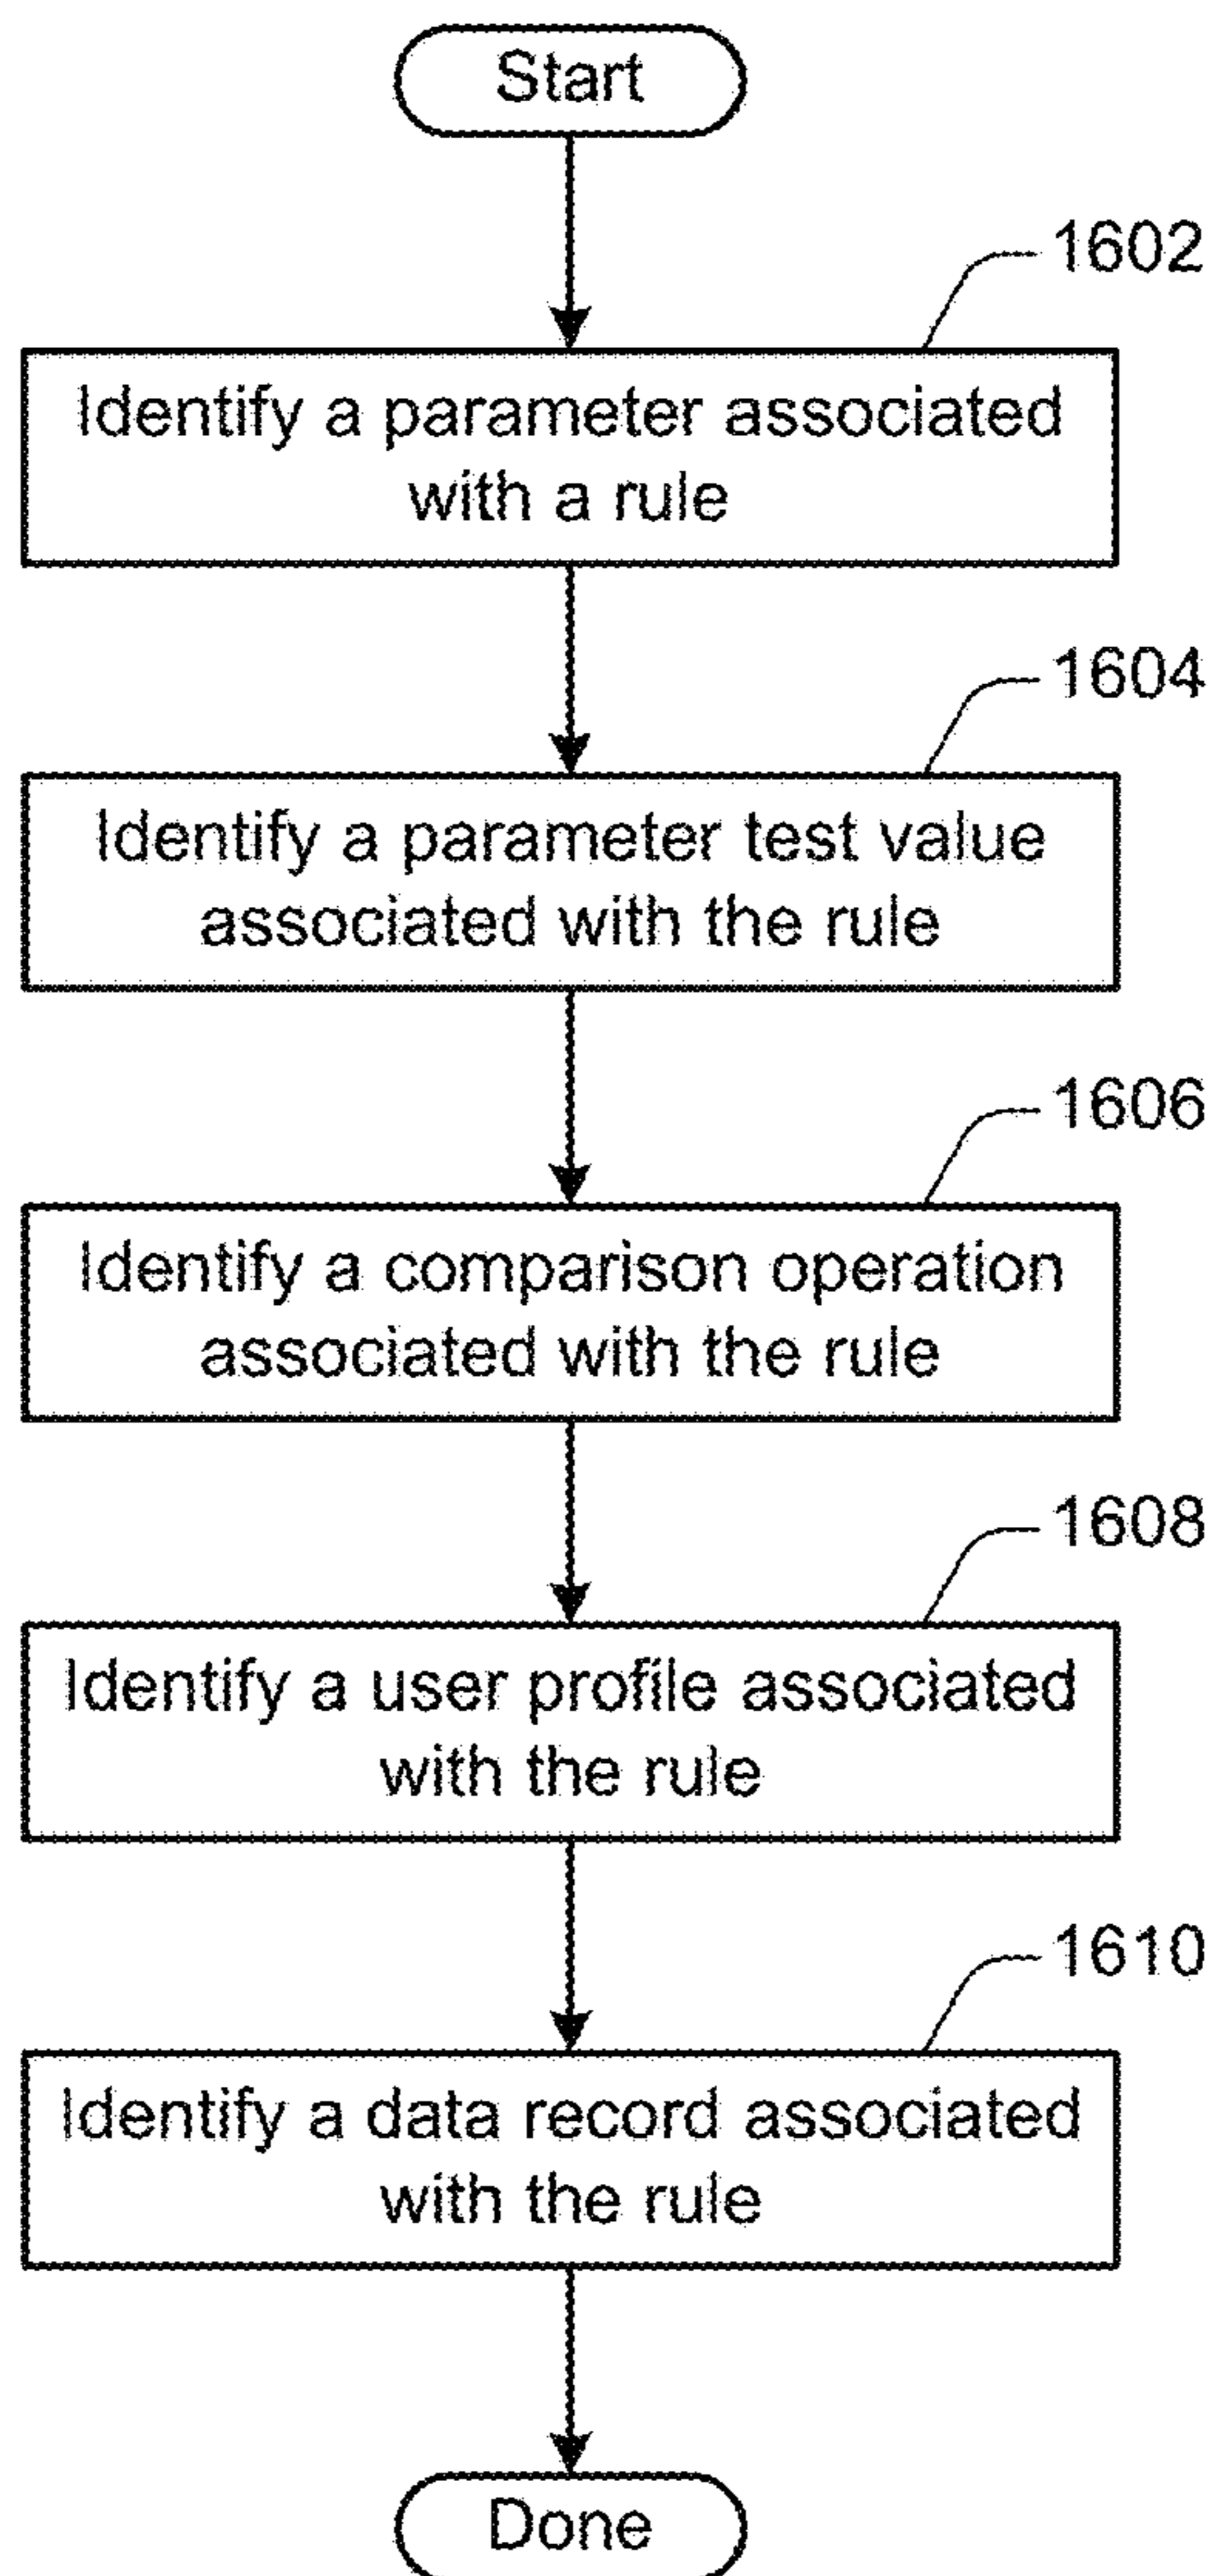 Start
1602
Identify a parameter associated
with a rule
1604
Identify a parameter test value
associated with the rule
1606
Identify a comparison operation
associated with the rule
1608
Identify a user profile associated
with the rule
1610
Identify a data record associated
with the rule
Done